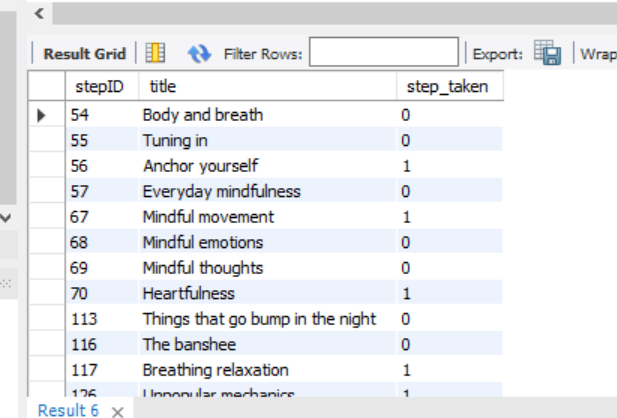 Result Grid Filter Rows: Export: Wrap
stepID title step_taken
54 Body and breath 0
55 Tuning in 0
56 Anchor yourself 1
57 Everyday mindfulness 0
67 Mindful movement 1
68 Mindful emotions 0
69 Mindful thoughts 0
70 Heartfulness 1
113 Things that go bump in the night 0
116 The banshee 0
117 Breathing relaxation 1
126 Unpopular mechanics 1
Result 6